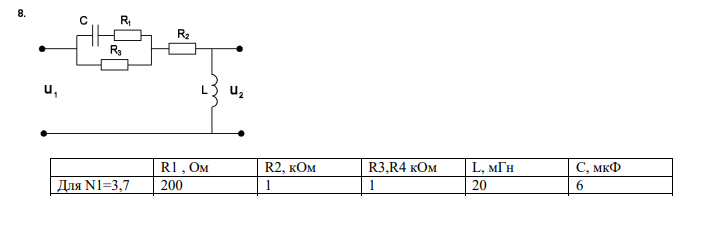 8.
C R₁
R₂
R₃
u₁ L u₂
R1 , Ом R2, кОм R3,R4 кОм L, мГн C, мкФ
Для N1=3,7 200 1 1 20 6